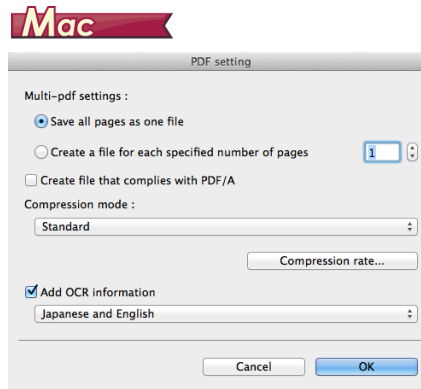 Mac
PDF setting
Multi-pdf settings :
Save all pages as one file
Create a file for each specified number of pages 1
Create file that complies with PDF/A
Compression mode :
Standard
Compression rate...
Add OCR information
Japanese and English
Cancel OK